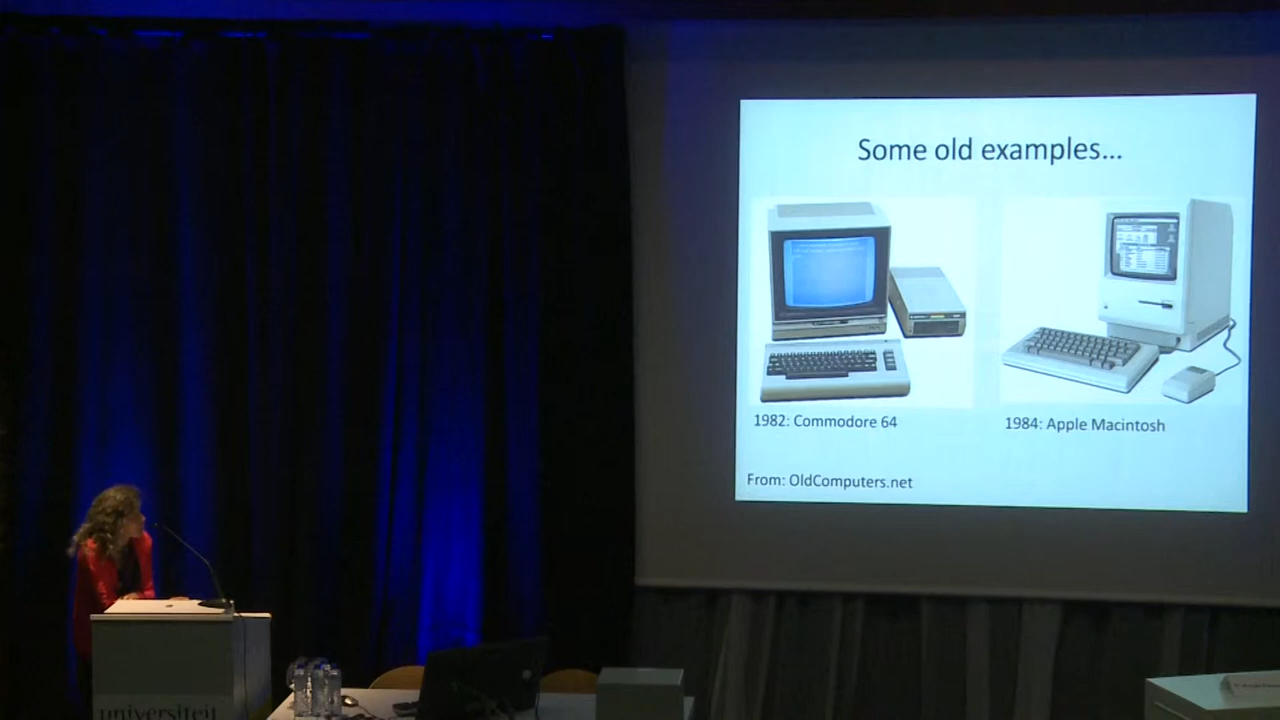 Some old examples...
1982: Commodore 64
1984: Apple Macintosh
From: OldComputers.net
universiteit